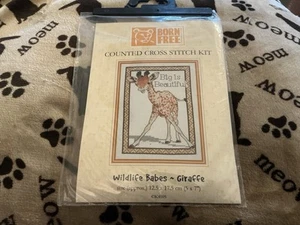 BORN
FREE
COUNTED CROSS STITCH KIT
Big is
Beautiful
Wildlife Babes - Giraffe
meow
meow
meow
meow